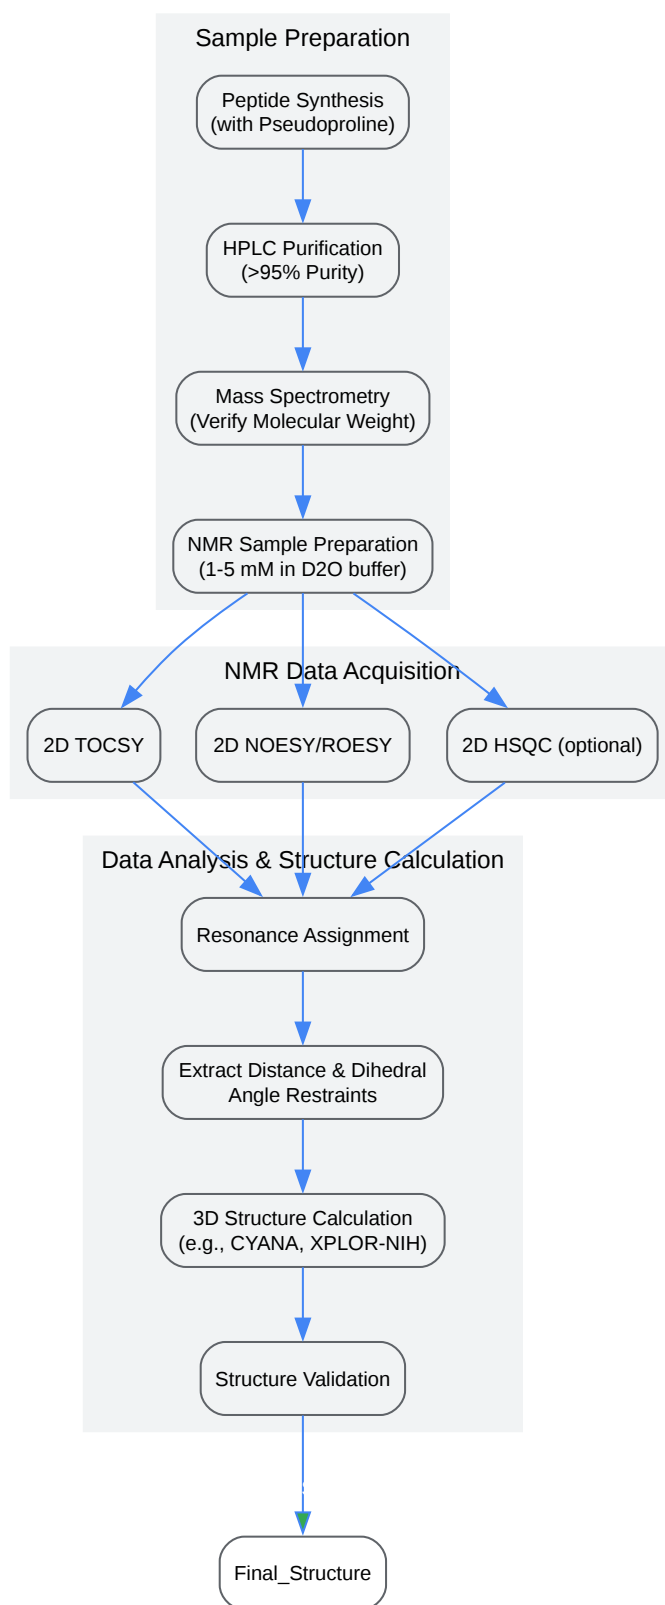 Sample Preparation
Peptide Synthesis
(with Pseudoproline)
HPLC Purification
(>95% Purity)
Mass Spectrometry
(Verify Molecular Weight)
NMR Sample Preparation
(1-5 mM in D2O buffer)
NMR Data Acquisition
2D TOCSY
2D NOESY/ROESY
2D HSQC (optional)
Data Analysis & Structure Calculation
Resonance Assignment
Extract Distance & Dihedral
Angle Restraints
3D Structure Calculation
(e.g., CYANA, XPLOR-NIH)
Structure Validation
Final_Structure